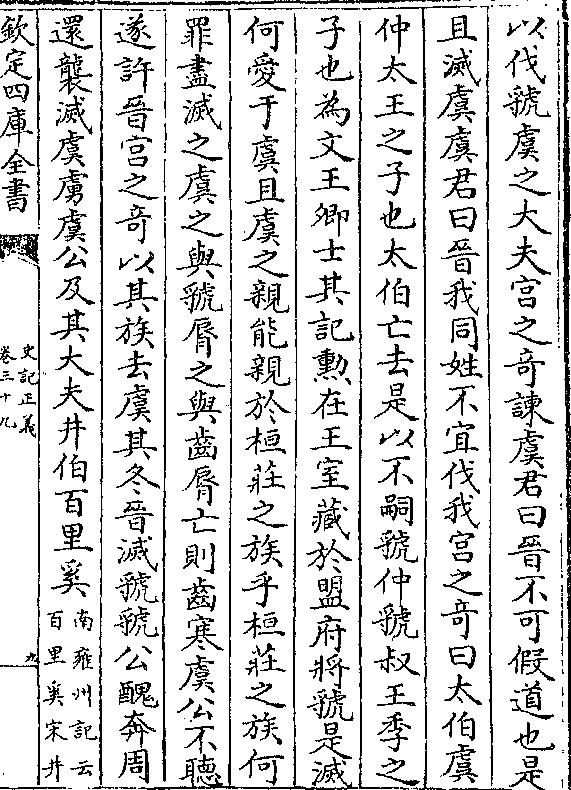 以伐虢虞之大夫宫之奇諫虞君曰晉不可假道也是
且滅虞虞君曰晉我同姓不宜伐我宫之奇曰太伯虞
仲太王之子也太伯亡去是以不嗣虢仲虢叔王季之
子也為文王卿士其記勲在王室藏於盟府將虢是滅
何愛于虞且虞之親能親於桓莊之族乎桓莊之族何
罪盡滅之虞之與虢脣之與齒脣亡則齒寒虞公不聽
遂許晉宫之奇以其族去虞其冬晉滅虢虢公醜奔周
還襲滅虞虜虞公及其大夫井伯百里奚南雍州記云
百里奚宋井
欽定四庫全書
史記正義
卷三十九
九